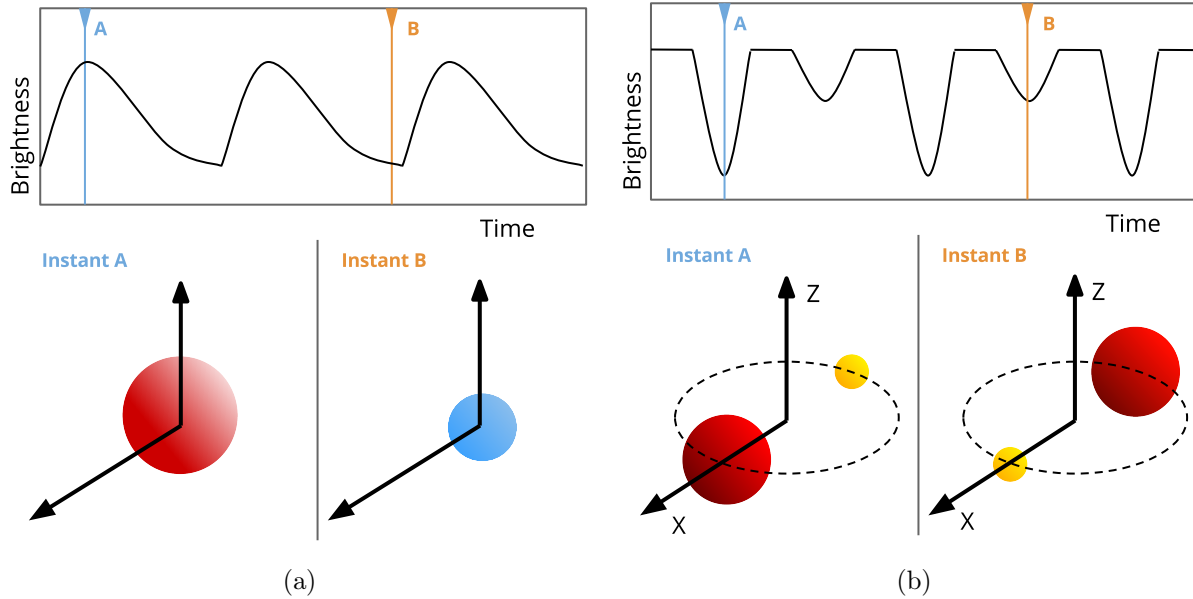 A
B
Brightness
Time
Instant A
Instant B
(a)
A
B
Brightness
Time
Instant A
Z
X
Instant B
Z
X
(b)